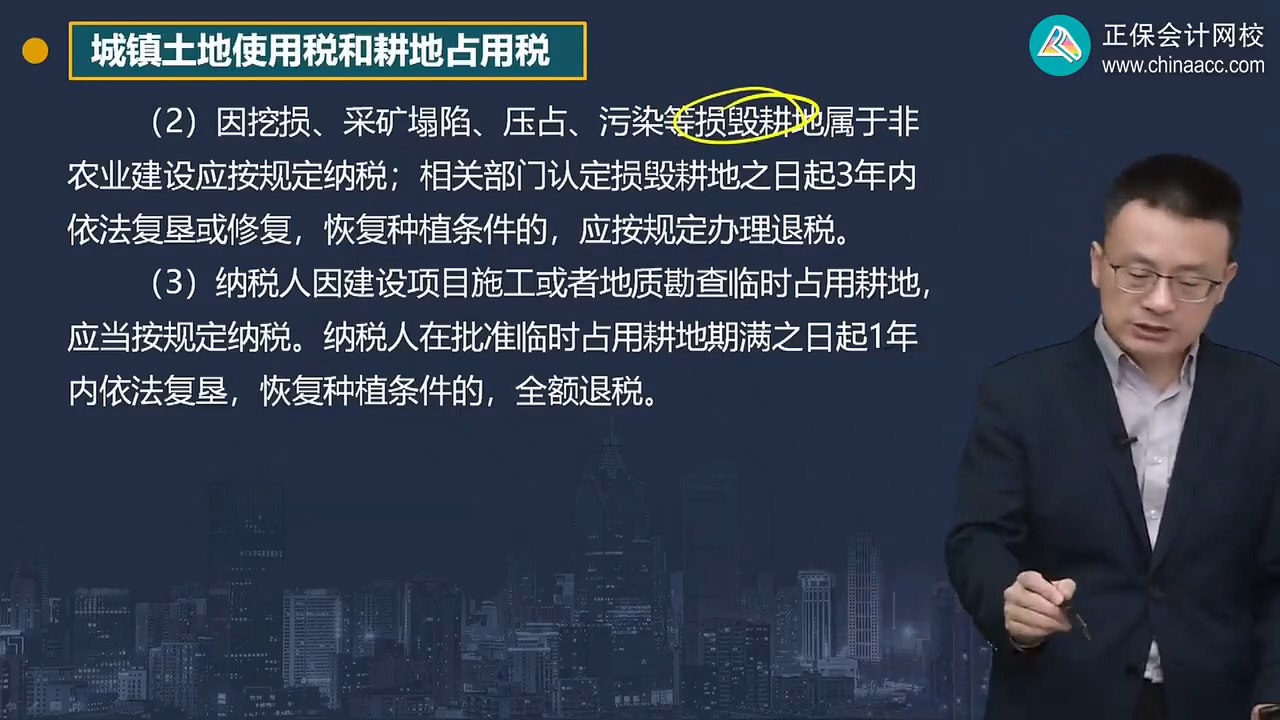 城镇土地使用税和耕地占用税
正保会计网校
www.chinaacc.com
（2）因挖损、采矿塌陷、压占、污染等损毁耕地属于非
农业建设应按规定纳税；相关部门认定损毁耕地之日起3年内
依法复垦或修复，恢复种植条件的，应按规定办理退税。
（3）纳税人因建设项目施工或者地质勘查临时占用耕地，
应当按规定纳税。纳税人在批准临时占用耕地期满之日起1年
内依法复垦，恢复种植条件的，全额退税。